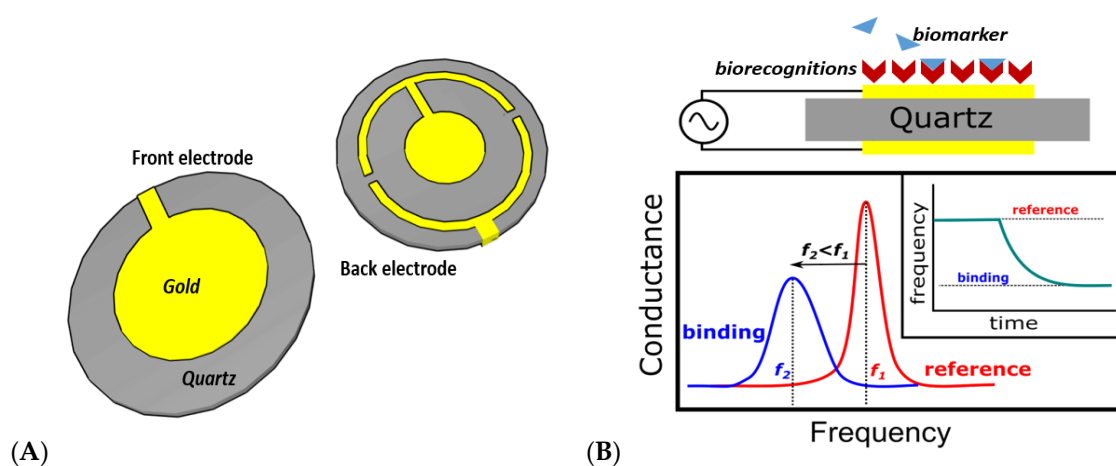 Front electrode
Gold
Quartz
Back electrode
(A)
biomarker
biorecognitions
Quartz
Conductance
f2<f1
binding
f2
f1
reference
Frequency
frequency
reference
binding
time
(B)